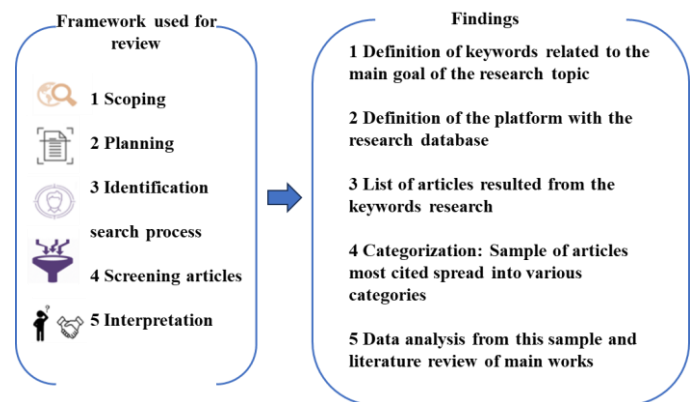 Framework used for
review
1 Scoping
2 Planning
3 Identification
search process
4 Screening articles
5 Interpretation
Findings
1 Definition of keywords related to the
main goal of the research topic
2 Definition of the platform with the
research database
3 List of articles resulted from the
keywords research
4 Categorization: Sample of articles
most cited spread into various
categories
5 Data analysis from this sample and
literature review of main works